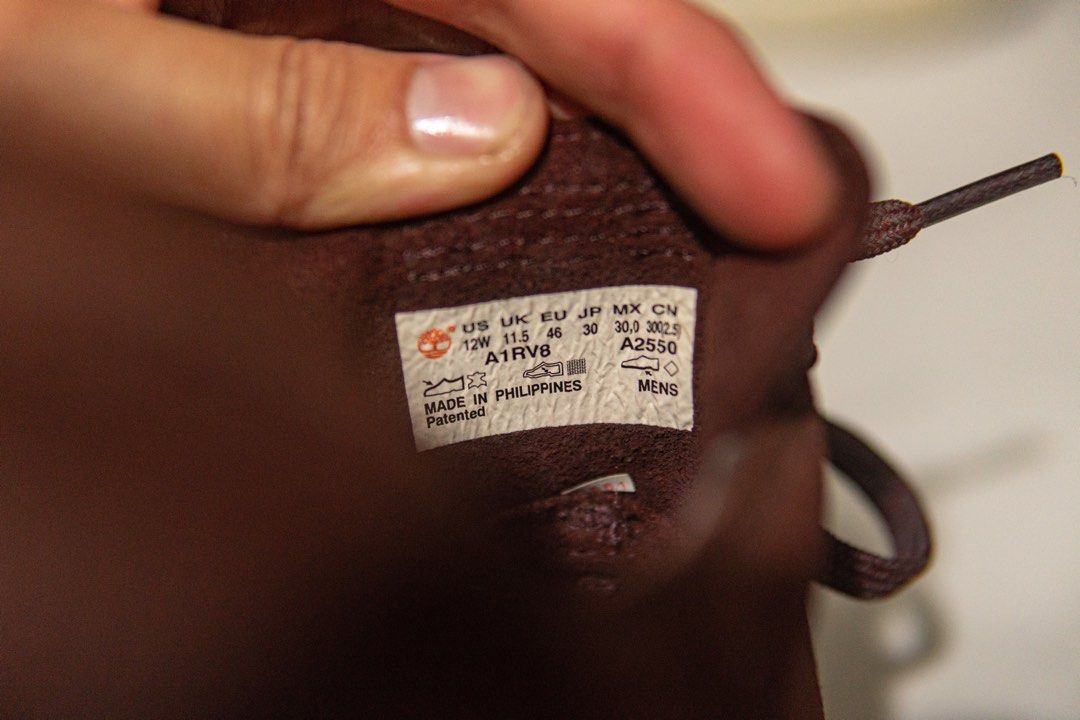 US UK EU JP MX CN
12W 11.5 46 30 30,0 300(2.5)
A1RV8 A2550
MADE IN PHILIPPINES MENS
Patented